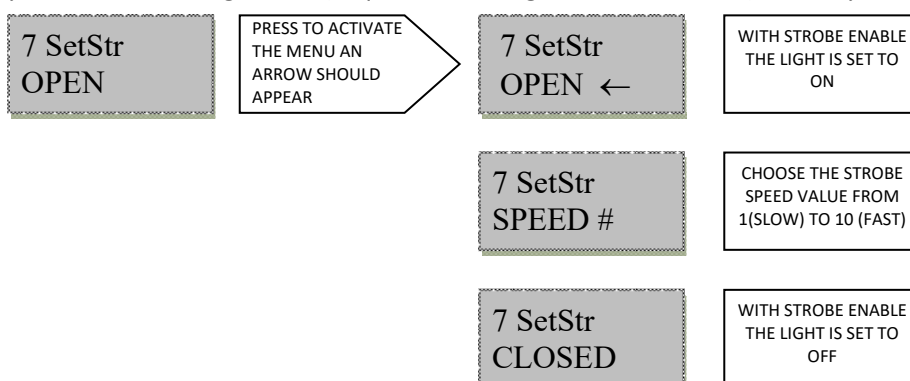 7 SetStr
OPEN
PRESS TO ACTIVATE
THE MENU AN
ARROW SHOULD
APPEAR
7 SetStr
OPEN ←
WITH STROBE ENABLE
THE LIGHT IS SET TO
ON
7 SetStr
SPEED #
CHOOSE THE STROBE
SPEED VALUE FROM
1(SLOW) TO 10 (FAST)
7 SetStr
CLOSED
WITH STROBE ENABLE
THE LIGHT IS SET TO
OFF